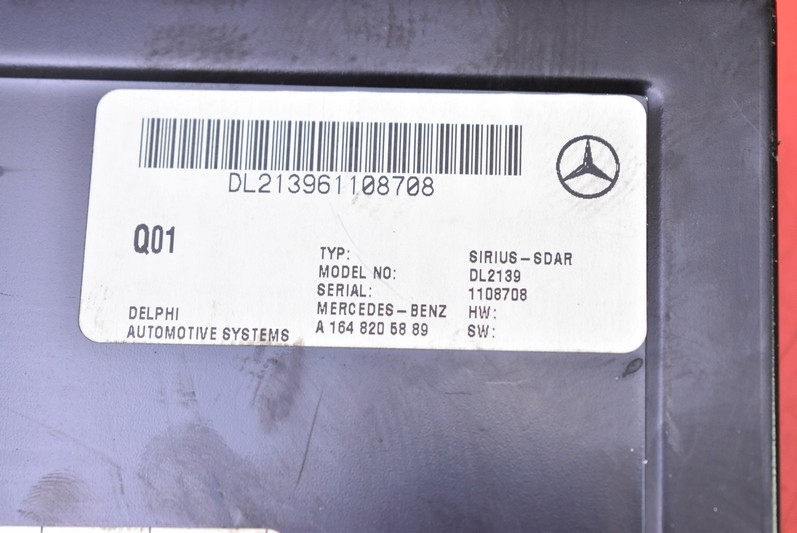 DL213961108708
Q01
TYP: SIRIUS-SDAR
MODEL NO: DL2139
SERIAL: 1108708
DELPHI MERCEDES-BENZ HW:
AUTOMOTIVE SYSTEMS A 164 820 58 89 SW: